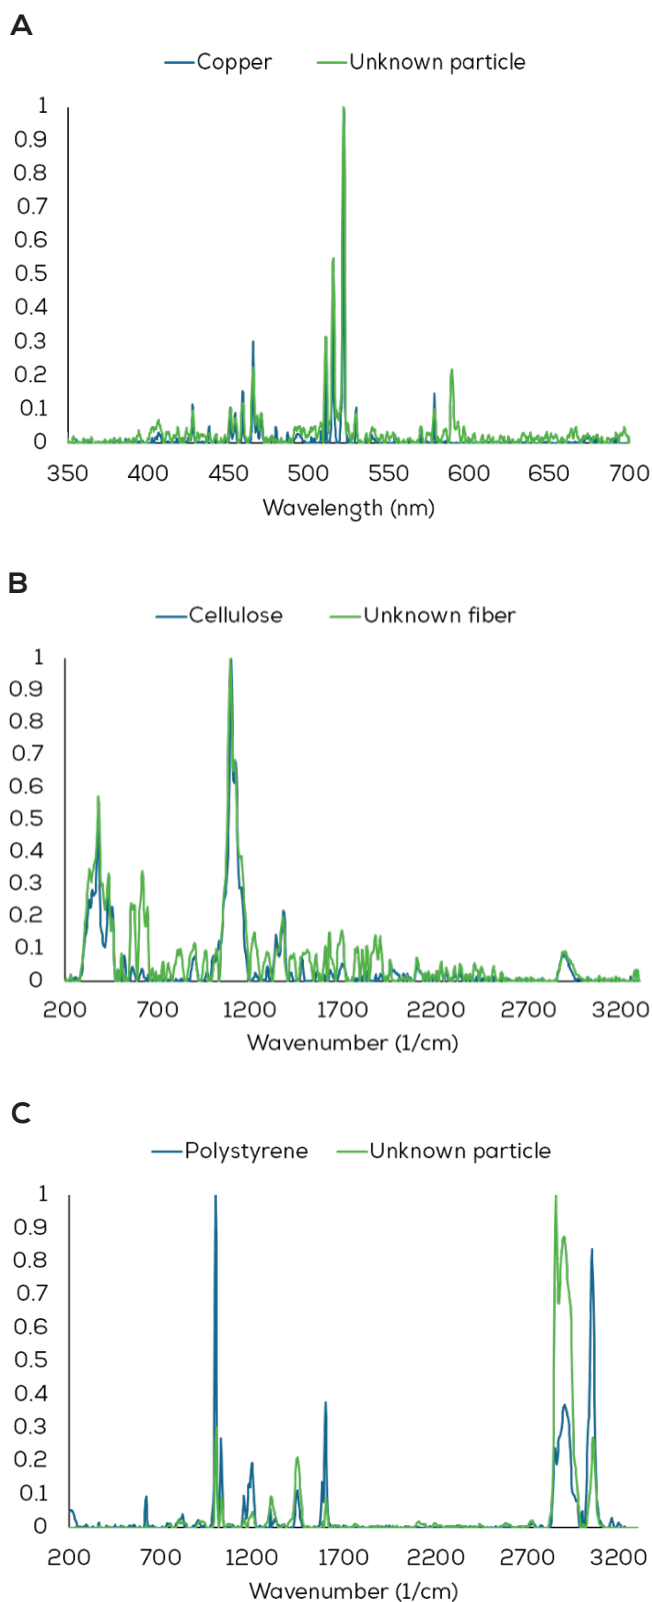 A
Copper Unknown particle
1
0.9
0.8
0.7
0.6
0.5
0.4
0.3
0.2
0.1
0
350 400 450 500 550 600 650 700
Wavelength (nm)
B
Cellulose Unknown fiber
1
0.9
0.8
0.7
0.6
0.5
0.4
0.3
0.2
0.1
0
200 700 1200 1700 2200 2700 3200
Wavenumber (1/cm)
C
Polystyrene Unknown particle
1
0.9
0.8
0.7
0.6
0.5
0.4
0.3
0.2
0.1
0
200 700 1200 1700 2200 2700 3200
Wavenumber (1/cm)